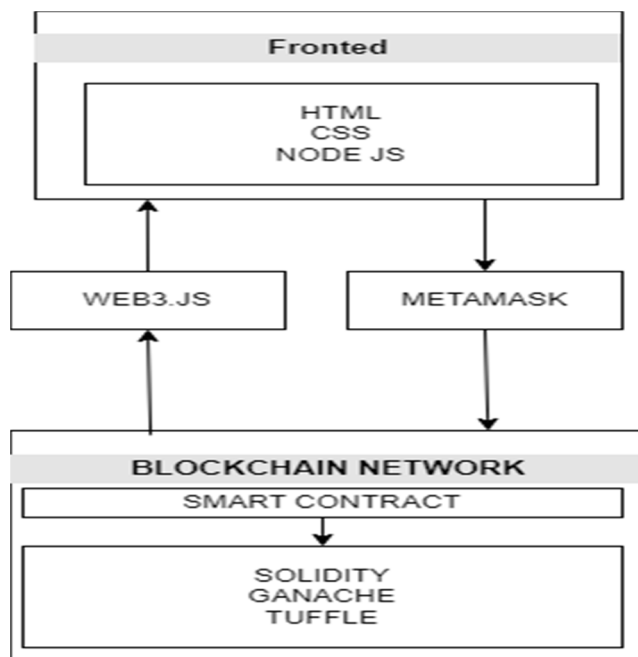 Fronted
HTML
CSS
NODE JS
WEB3.JS
METAMASK
BLOCKCHAIN NETWORK
SMART CONTRACT
SOLIDITY
GANACHE
TUFFLE